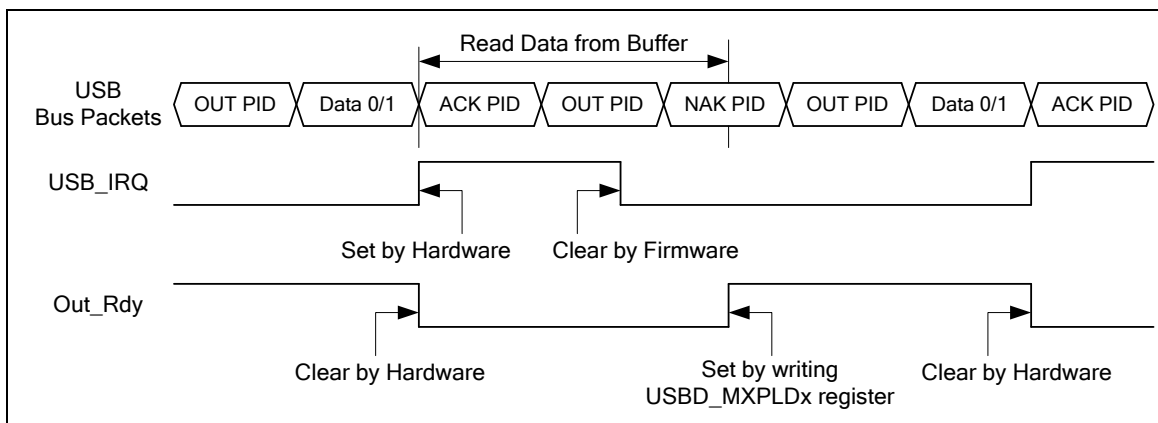 Read Data from Buffer
USB
Bus Packets
OUT PID Data 0/1 ACK PID OUT PID NAK PID OUT PID Data 0/1 ACK PID
USB_IRQ
Set by Hardware Clear by Firmware
Out_Rdy
Clear by Hardware Set by writing Clear by Hardware
USBD_MXPLDx register